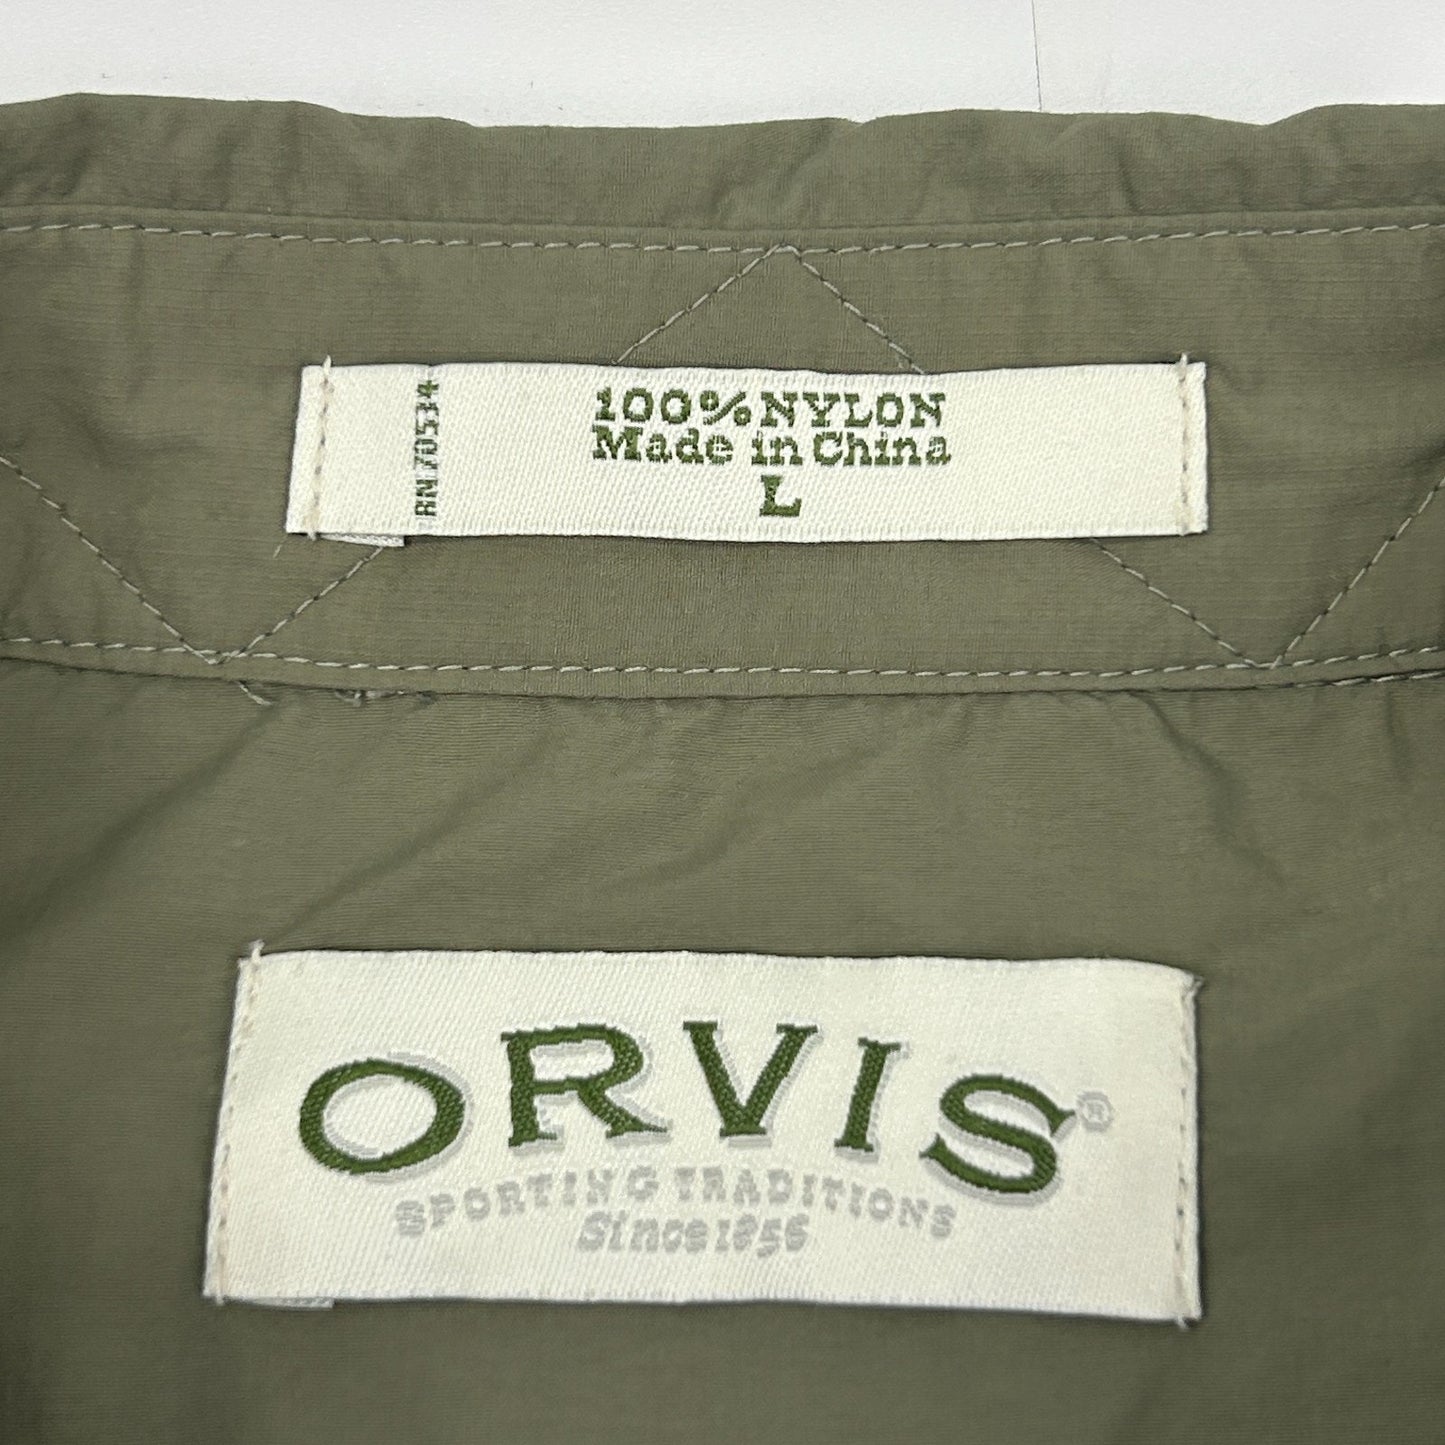 RN 70534
100% NYLON
Made in China
L
ORVIS®
SPORTING TRADITIONS
Since 1856